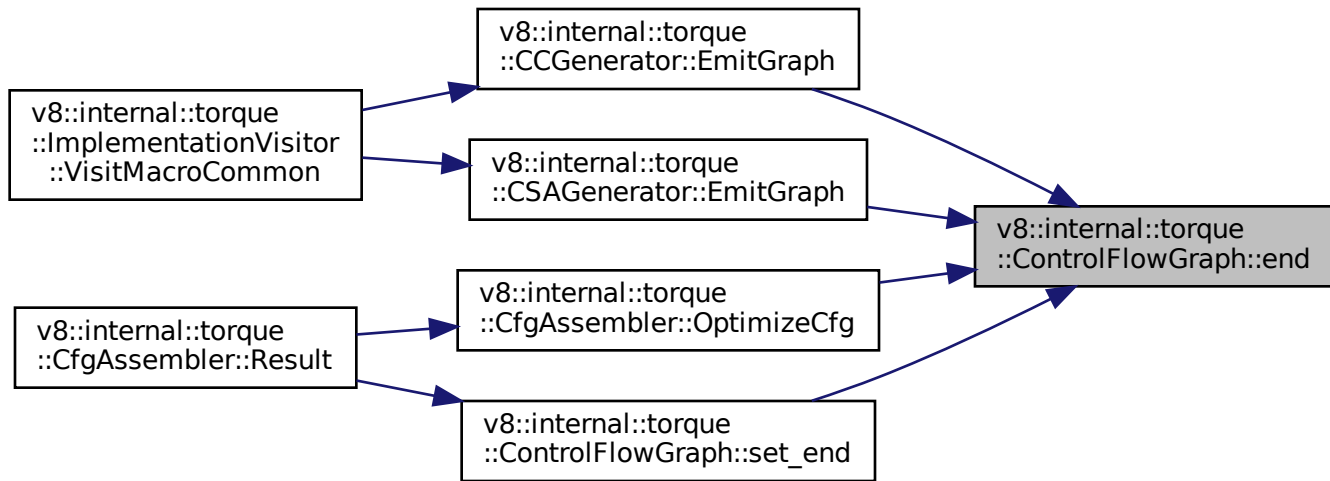 v8::internal::torque
::CCGenerator::EmitGraph
v8::internal::torque
::ImplementationVisitor
::VisitMacroCommon
v8::internal::torque
::CSAGenerator::EmitGraph
v8::internal::torque
::ControlFlowGraph::end
v8::internal::torque
::CfgAssembler::OptimizeCfg
v8::internal::torque
::CfgAssembler::Result
v8::internal::torque
::ControlFlowGraph::set_end